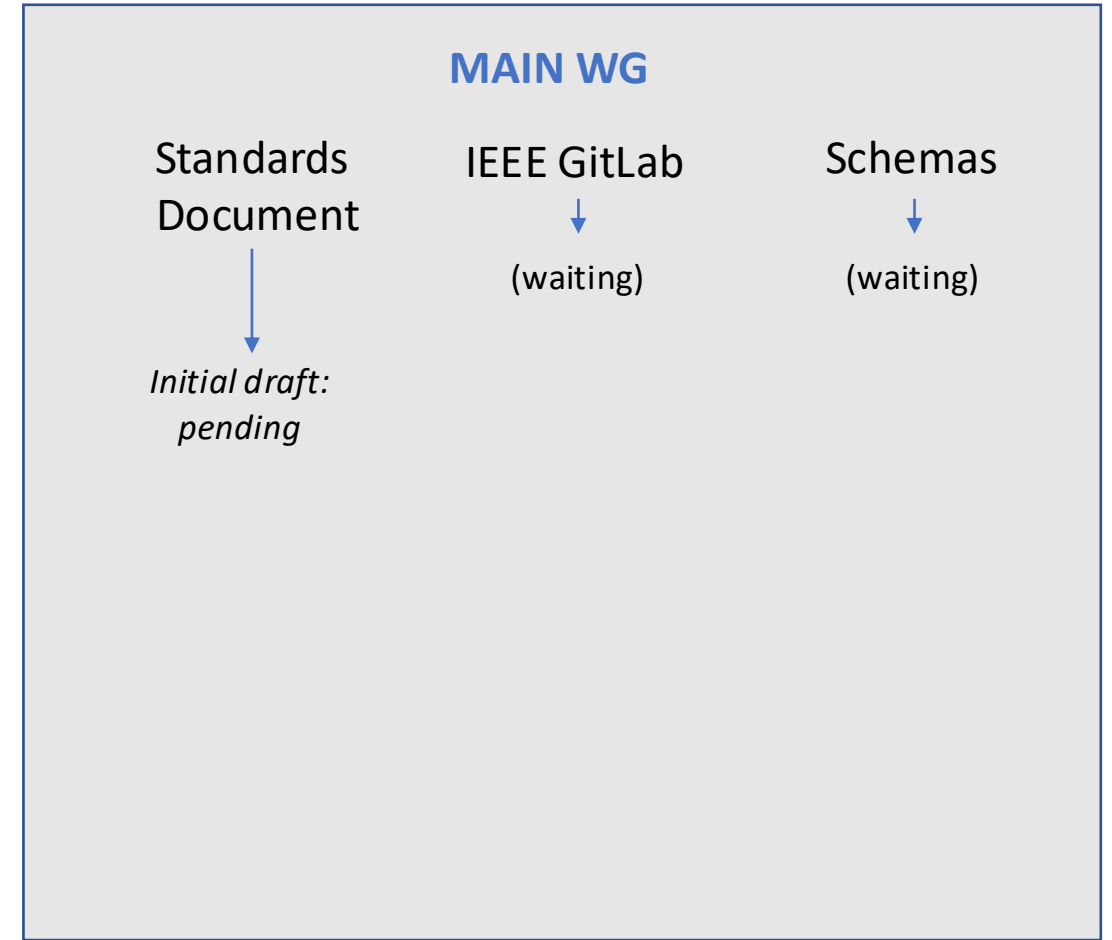 MAIN WG
Standards
Document
IEEE GitLab
Schemas
(waiting)
(waiting)
Initial draft:
pending